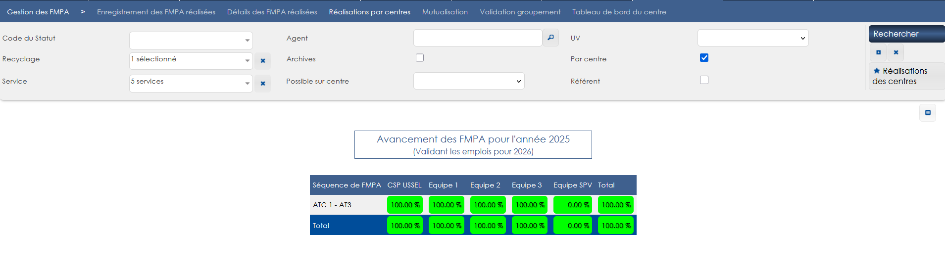 Gestion des FMPA > Enregistrement des FMPA réalisées Détails des FMPA réalisées Réalisations par centres Mutualisation Validation groupement Tableau de bord du centre
Code du Statut Agent UV
Rechercher
Recyclage 1 sélectionné Archives Par centre
Service 5 services Possible sur centre Référent
Réalisations
des centres
Avancement des FMPA pour l'année 2025
(Validant les emplois pour 2026)
Séquence de FMPA CSP USSEL Equipe 1 Equipe 2 Equipe 3 Equipe SPV Total
ATC 1 - AT3 100.00 % 100.00 % 100.00 % 100.00 % 0.00 % 100.00 %
Total 100.00 % 100.00 % 100.00 % 100.00 % 0.00 % 100.00 %